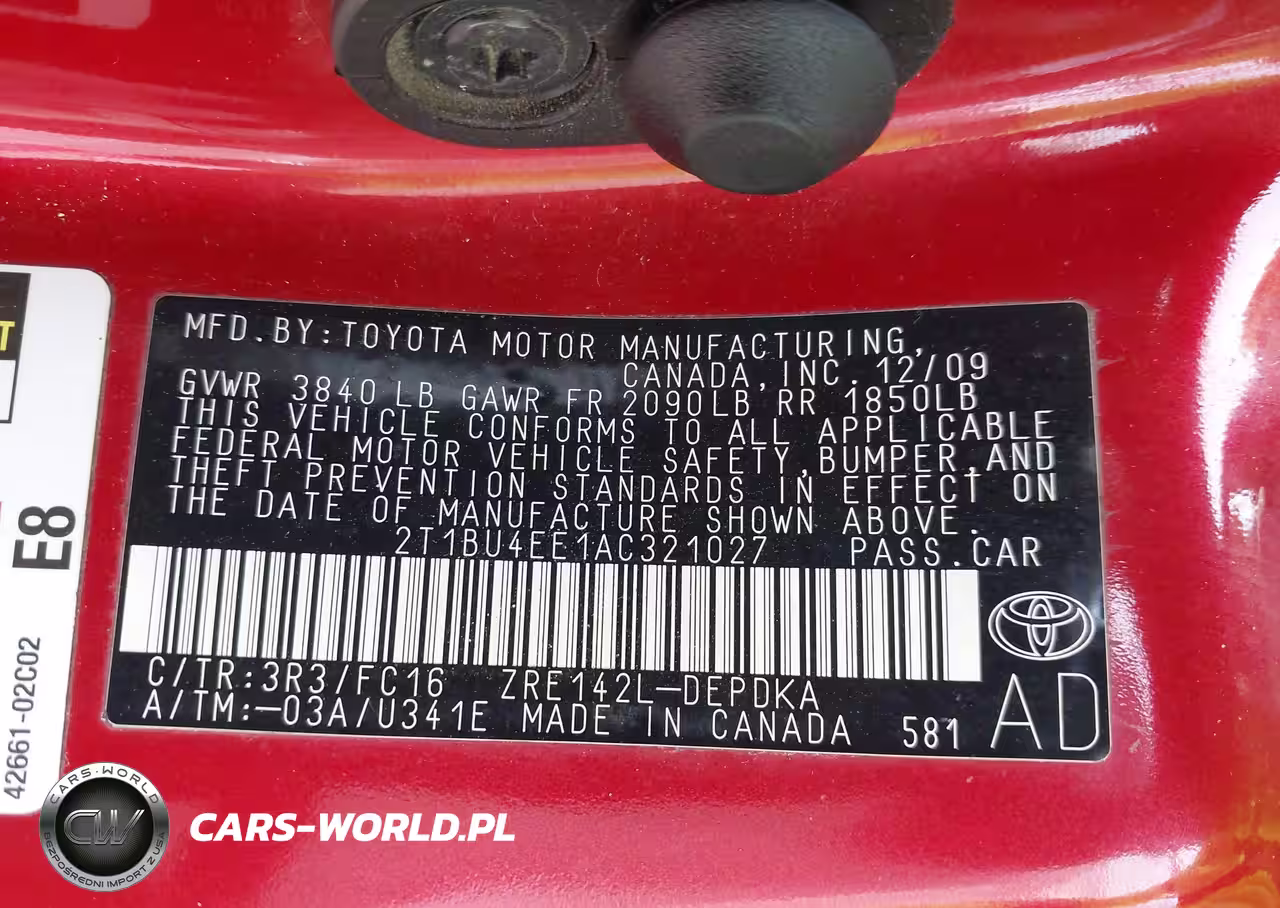 MFD.BY:TOYOTA MOTOR MANUFACTURING,
CANADA,INC. 12/09
GVWR 3840 LB GAWR FR 2090LB RR 1850LB
THIS VEHICLE CONFORMS TO ALL APPLICABLE
FEDERAL MOTOR VEHICLE SAFETY,BUMPER,AND
THEFT PREVENTION STANDARDS IN EFFECT ON
THE DATE OF MANUFACTURE SHOWN ABOVE.
2T1BU4EE1AC321027 PASS.CAR
C/TR:3R3/FC16 ZRE142L-DEPDKA
A/TM:-03A/U341E MADE IN CANADA 581
AD
T
E8
42661-02C02
CARS-WORLD
CW
BEZPOŚREDNI IMPORT Z USA
CARS-WORLD.PL